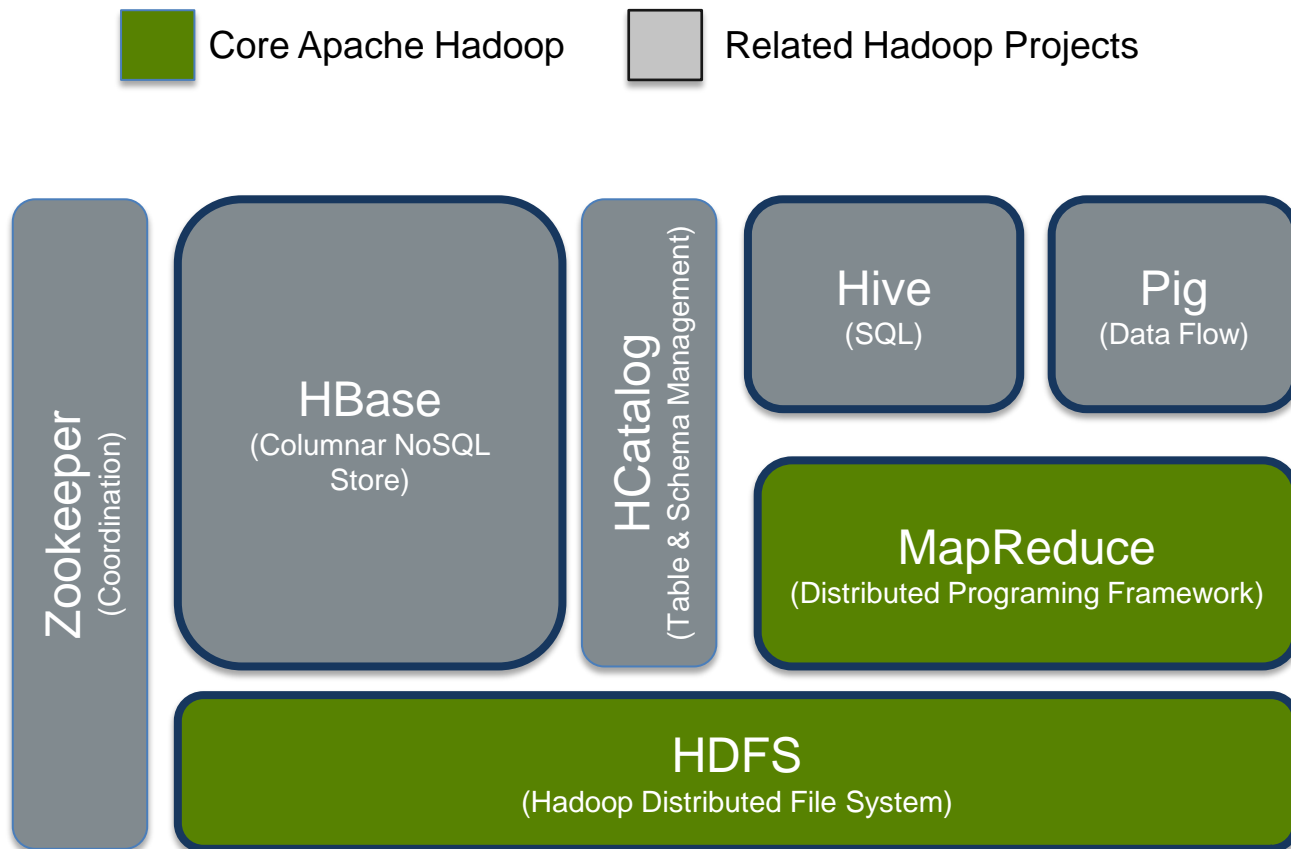 Core Apache Hadoop
Related Hadoop Projects
Zookeeper
(Coordination)
HBase
(Columnar NoSQL
Store)
HCatalog
(Table & Schema Management)
Hive
(SQL)
Pig
(Data Flow)
MapReduce
(Distributed Programing Framework)
HDFS
(Hadoop Distributed File System)